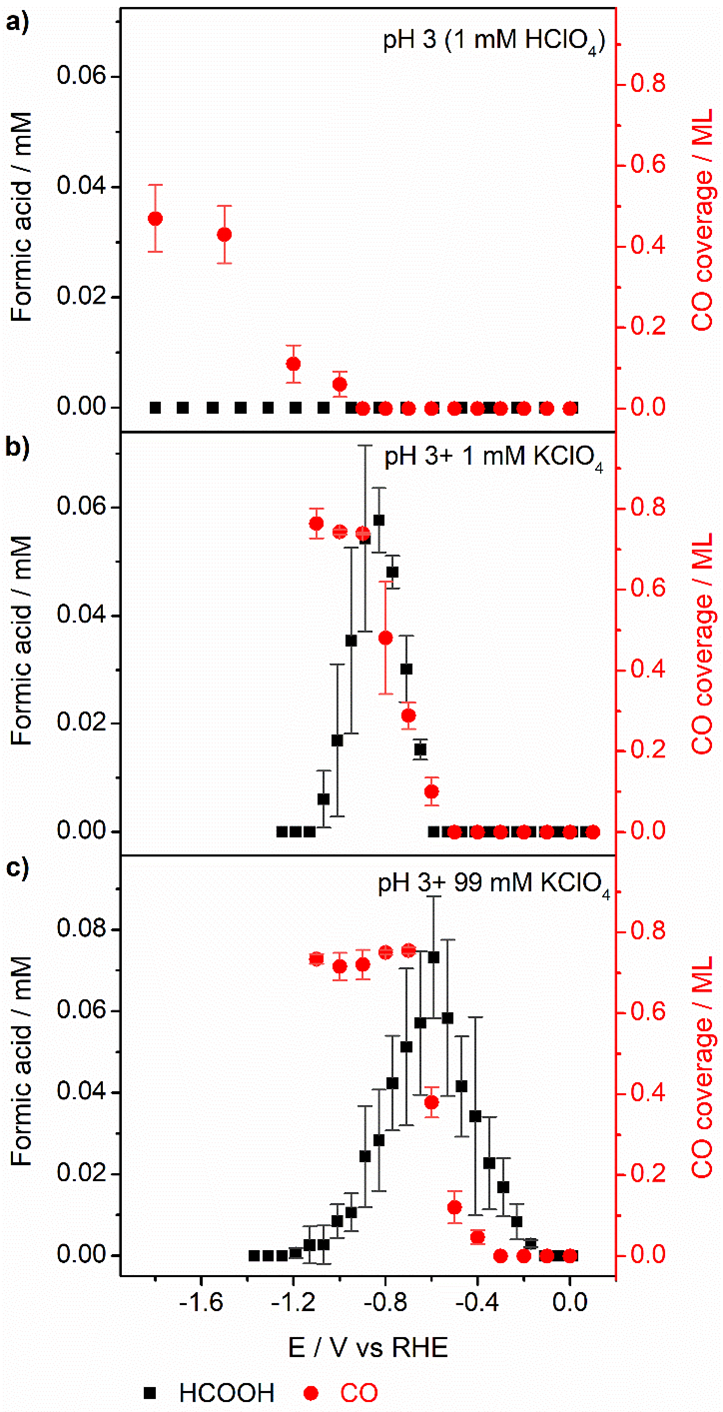 a)
pH 3 (1 mM HClO4)
Formic acid / mM
0.06
0.04
0.02
0.00
0.8
0.6
0.4
0.2
0.0
CO coverage / ML
b)
pH 3+ 1 mM KClO4
Formic acid / mM
0.06
0.04
0.02
0.00
0.8
0.6
0.4
0.2
0.0
CO coverage / ML
c)
pH 3+ 99 mM KClO4
Formic acid / mM
0.08
0.06
0.04
0.02
0.00
0.8
0.6
0.4
0.2
0.0
CO coverage / ML
-1.6 -1.2 -0.8 -0.4 0.0
E / V vs RHE
HCOOH CO